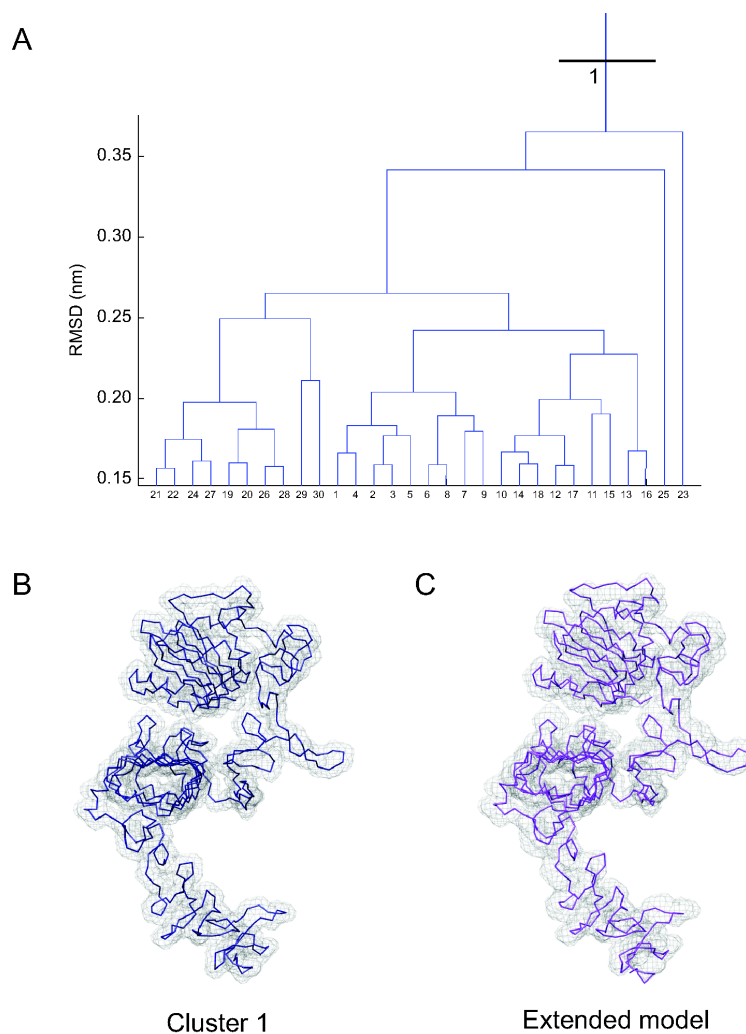 A
1
0.35
0.30
0.25
0.20
0.15
RMSD (nm)
21 22 24 27 19 20 26 28 29 30 1 4 2 3 5 6 8 7 9 10 14 18 12 17 11 15 13 16 25 23
B
C
Cluster 1
Extended model